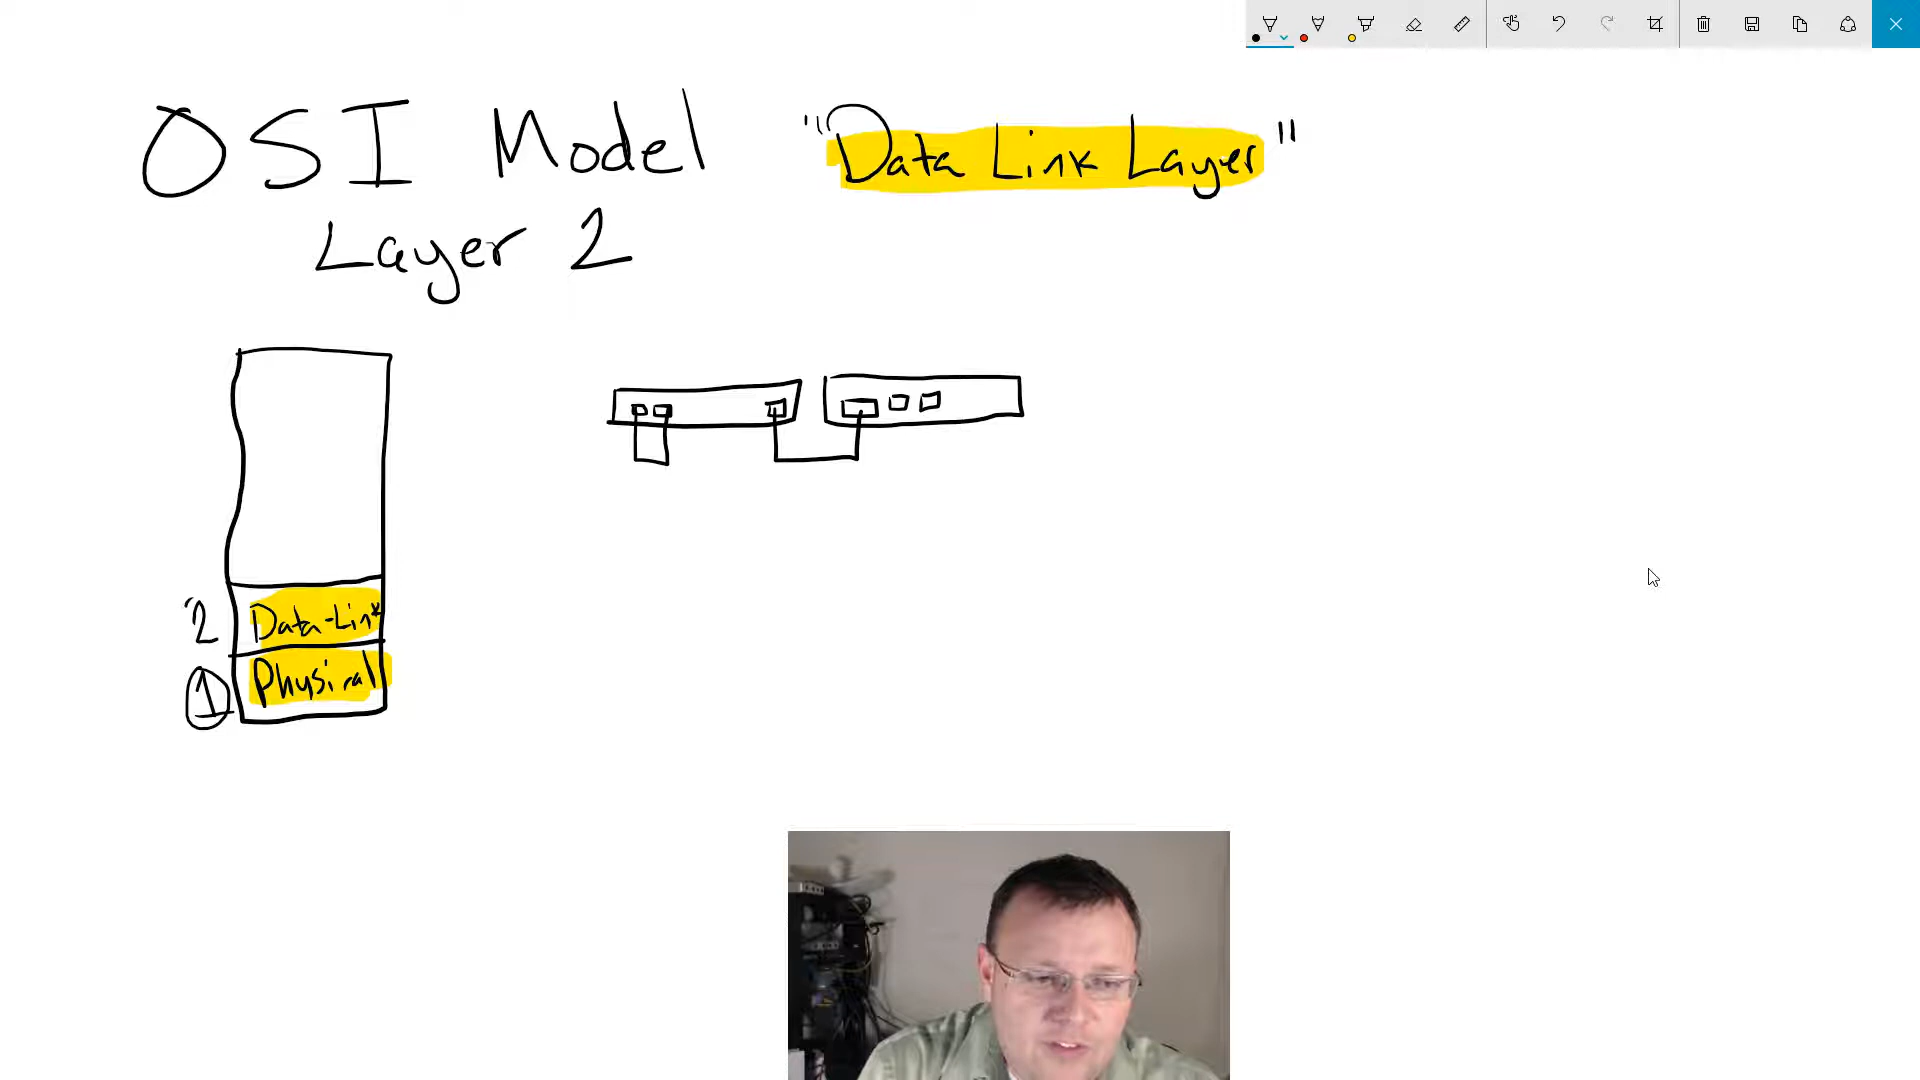 OSI Model "Data Link Layer"
Layer 2
2 Data-Link
1 Physical